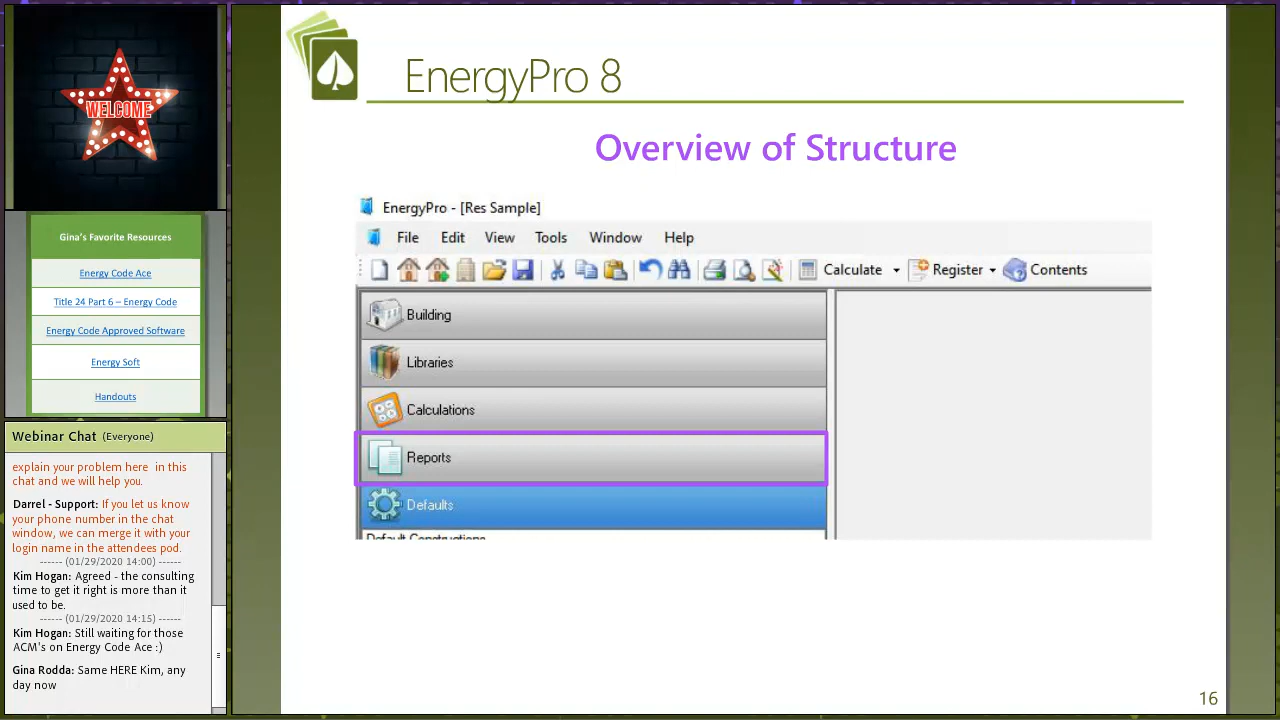 WELCOME
Gina's Favorite Resources
Energy Code Ace
Title 24 Part 6 – Energy Code
Energy Code Approved Software
Energy Soft
Handouts
Webinar Chat (Everyone)
explain your problem here in this
chat and we will help you.
Darrel - Support: If you let us know
your phone number in the chat
window, we can merge it with your
login name in the attendees pod.
------ (01/29/2020 14:00) ------
Kim Hogan: Agreed - the consulting
time to get it right is more than it
used to be.
------ (01/29/2020 14:15) ------
Kim Hogan: Still waiting for those
ACM's on Energy Code Ace :)
Gina Rodda: Same HERE Kim, any
day now
EnergyPro 8
Overview of Structure
EnergyPro - [Res Sample]
File Edit View Tools Window Help
Calculate Register Contents
Building
Libraries
Calculations
Reports
Defaults
Default Constructions
16